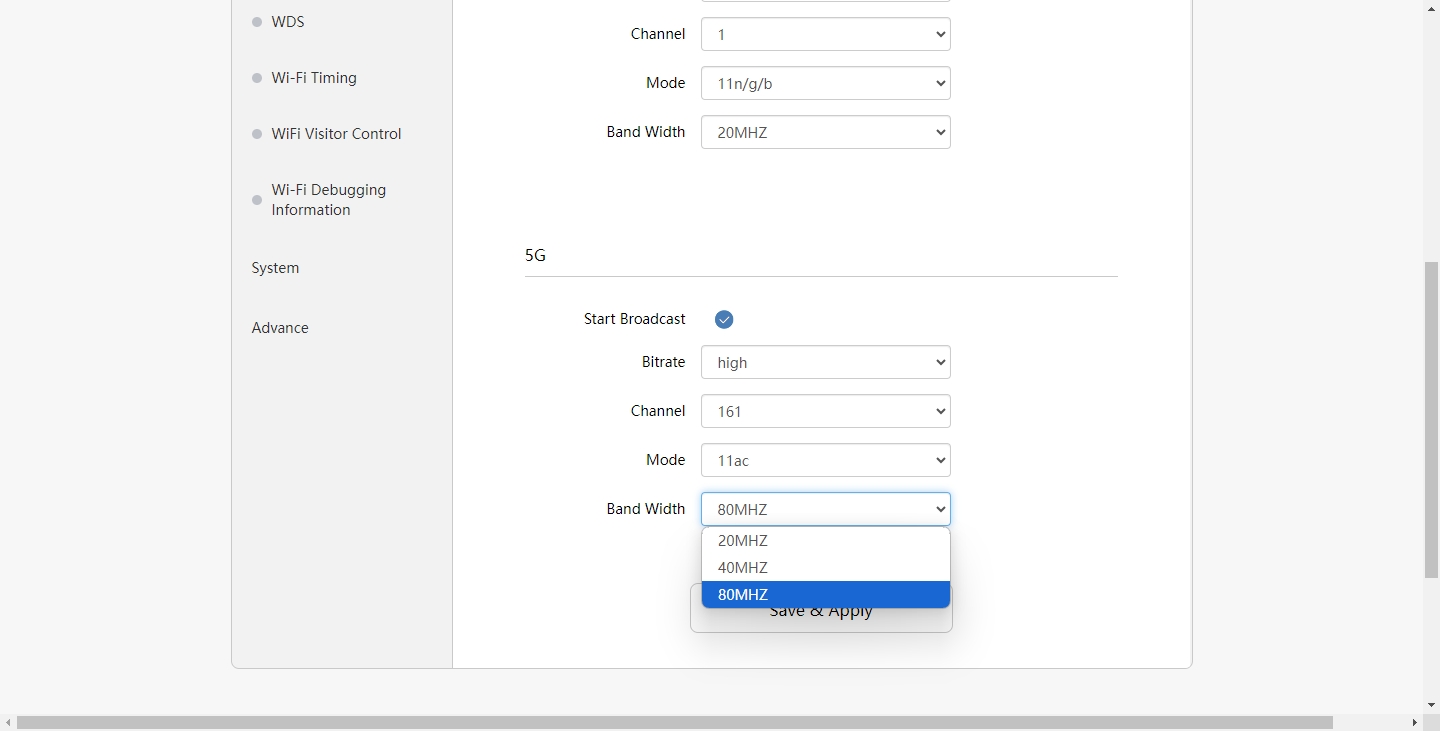 WDS
Wi-Fi Timing
WiFi Visitor Control
Wi-Fi Debugging
Information
System
Advance
Channel 1
Mode 11n/g/b
Band Width 20MHZ
5G
Start Broadcast
Bitrate high
Channel 161
Mode 11ac
Band Width 80MHZ
20MHZ
40MHZ
80MHZ
Save & Apply